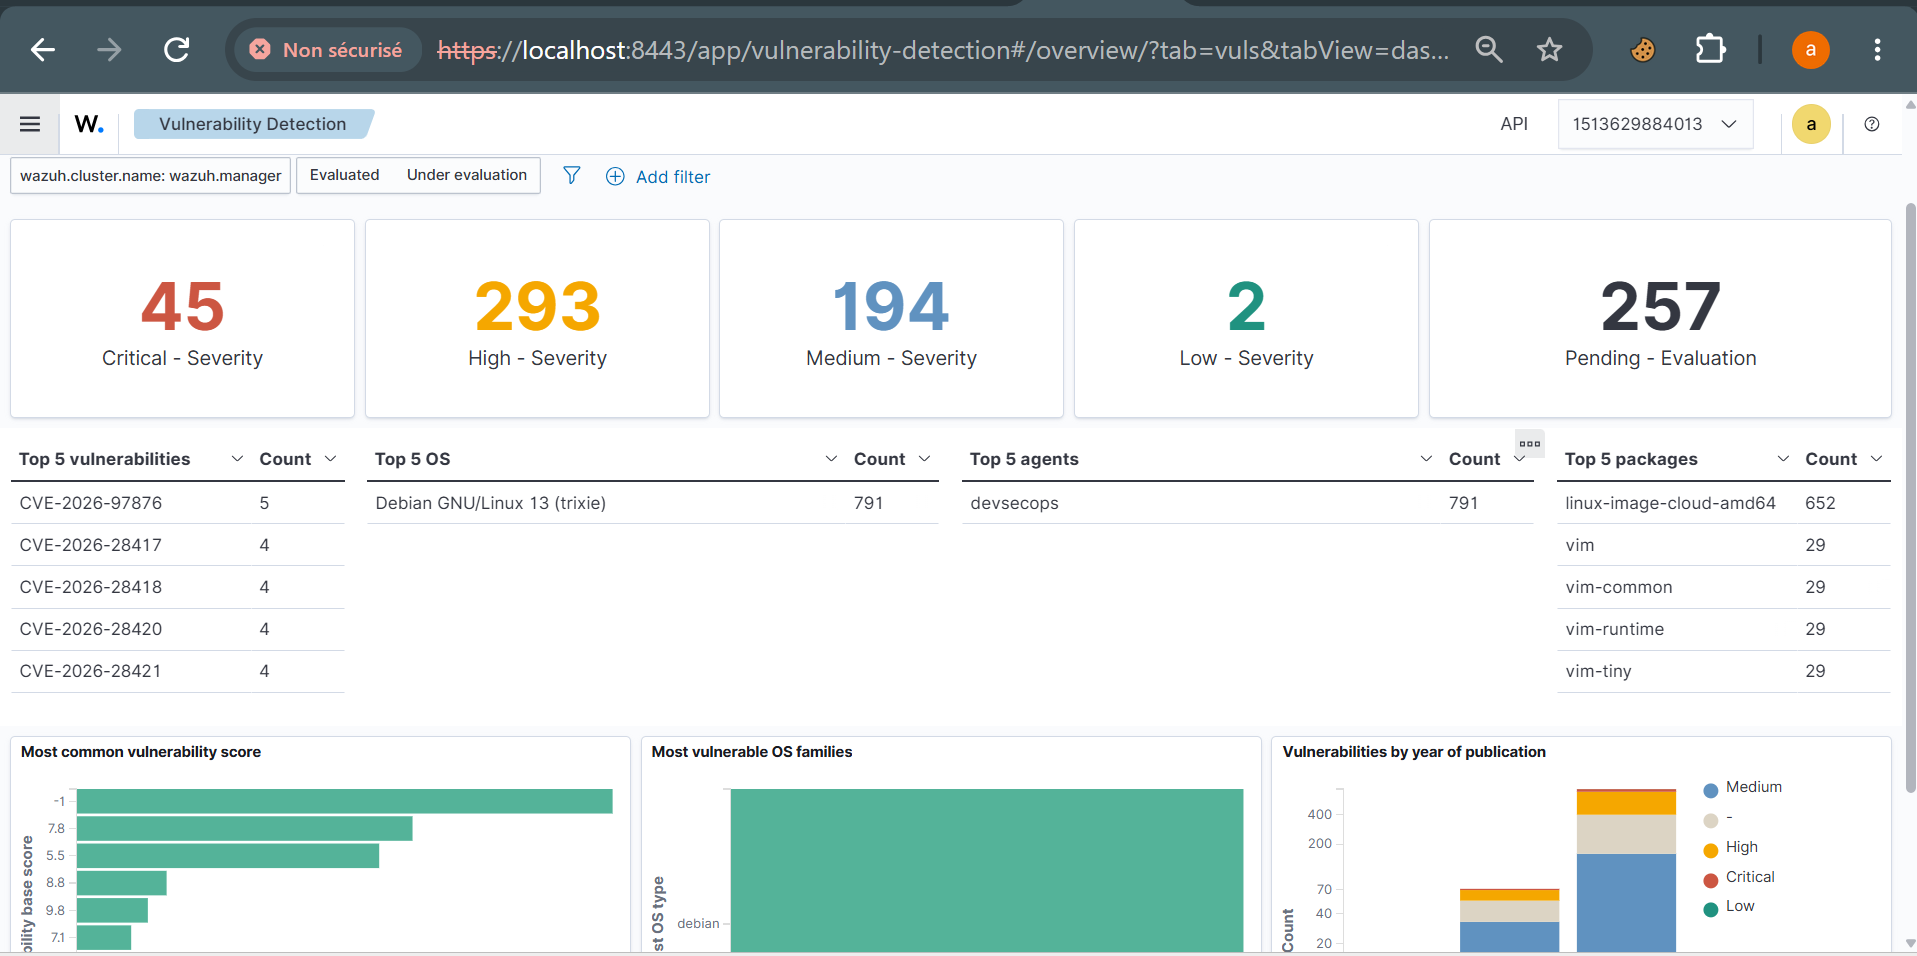 Non sécurisé
https://localhost:8443/app/vulnerability-detection#/overview/?tab=vuls&tabView=das...
a
W.
Vulnerability Detection
API
1513629884013
a
wazuh.cluster.name: wazuh.manager
Evaluated
Under evaluation
Add filter
45
Critical - Severity
293
High - Severity
194
Medium - Severity
2
Low - Severity
257
Pending - Evaluation
Top 5 vulnerabilities
Count
CVE-2026-97876
5
CVE-2026-28417
4
CVE-2026-28418
4
CVE-2026-28420
4
CVE-2026-28421
4
Top 5 OS
Count
Debian GNU/Linux 13 (trixie)
791
Top 5 agents
Count
devsecops
791
Top 5 packages
Count
linux-image-cloud-amd64
652
vim
29
vim-common
29
vim-runtime
29
vim-tiny
29
Most common vulnerability score
-1
7.8
5.5
8.8
9.8
7.1
base score
Most vulnerable OS families
OS type
debian
Vulnerabilities by year of publication
400
200
70
40
20
Count
Medium
-
High
Critical
Low